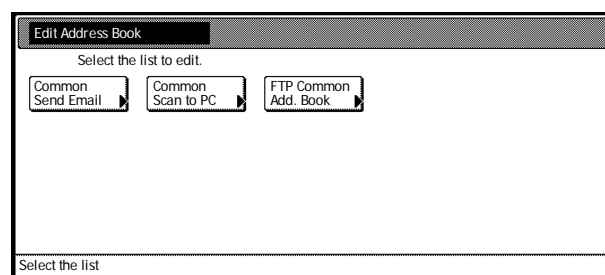 Edit Address Book
Select the list to edit.
Common
Send Email
Common
Scan to PC
FTP Common
Add. Book
Select the list